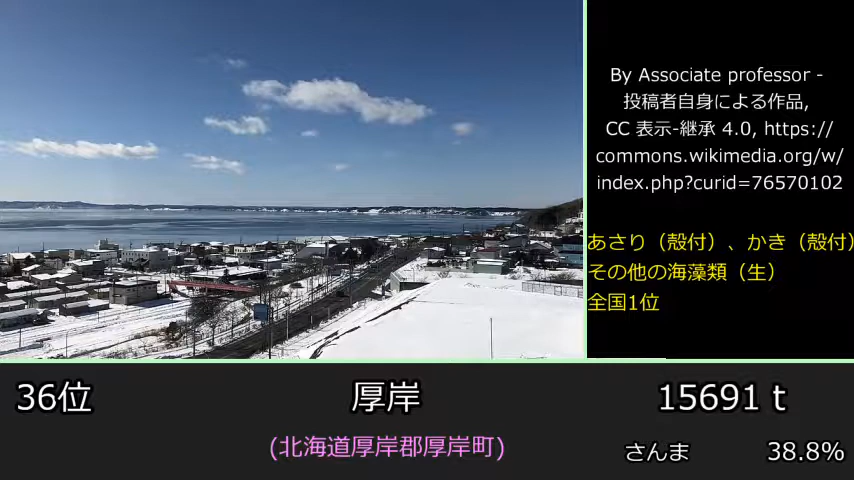 By Associate professor -
投稿者自身による作品,
CC 表示-継承 4.0, https://
commons.wikimedia.org/w/
index.php?curid=76570102
あさり（殻付）、かき（殻付）
その他の海藻類（生）
全国1位
36位 厚岸 15691 t
(北海道厚岸郡厚岸町)
さんま 38.8%